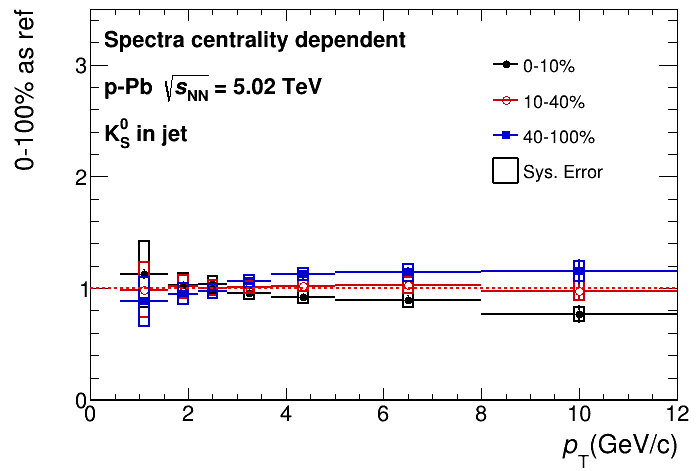 0-100% as ref
Spectra centrality dependent
p-Pb √sNN = 5.02 TeV
K0S in jet
0-10%
10-40%
40-100%
Sys. Error
3
2
1
0
0 2 4 6 8 10 12
pT(GeV/c)